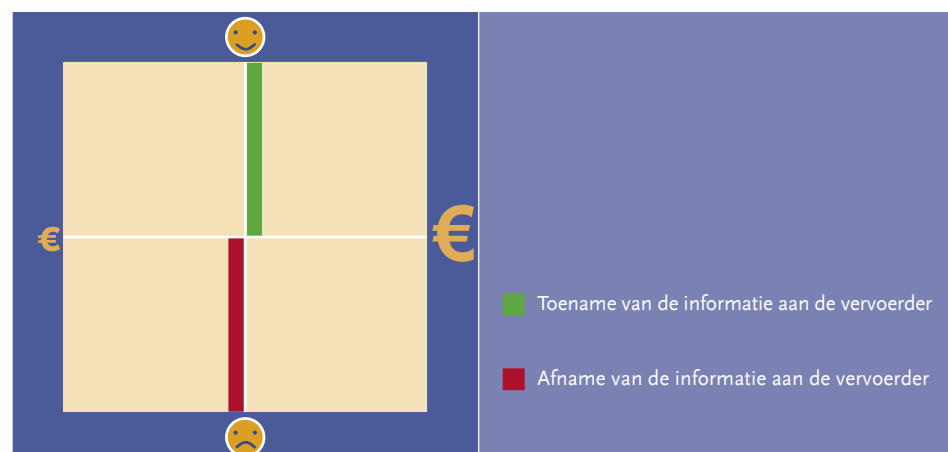 €
€
Toename van de informatie aan de vervoerder
Afname van de informatie aan de vervoerder